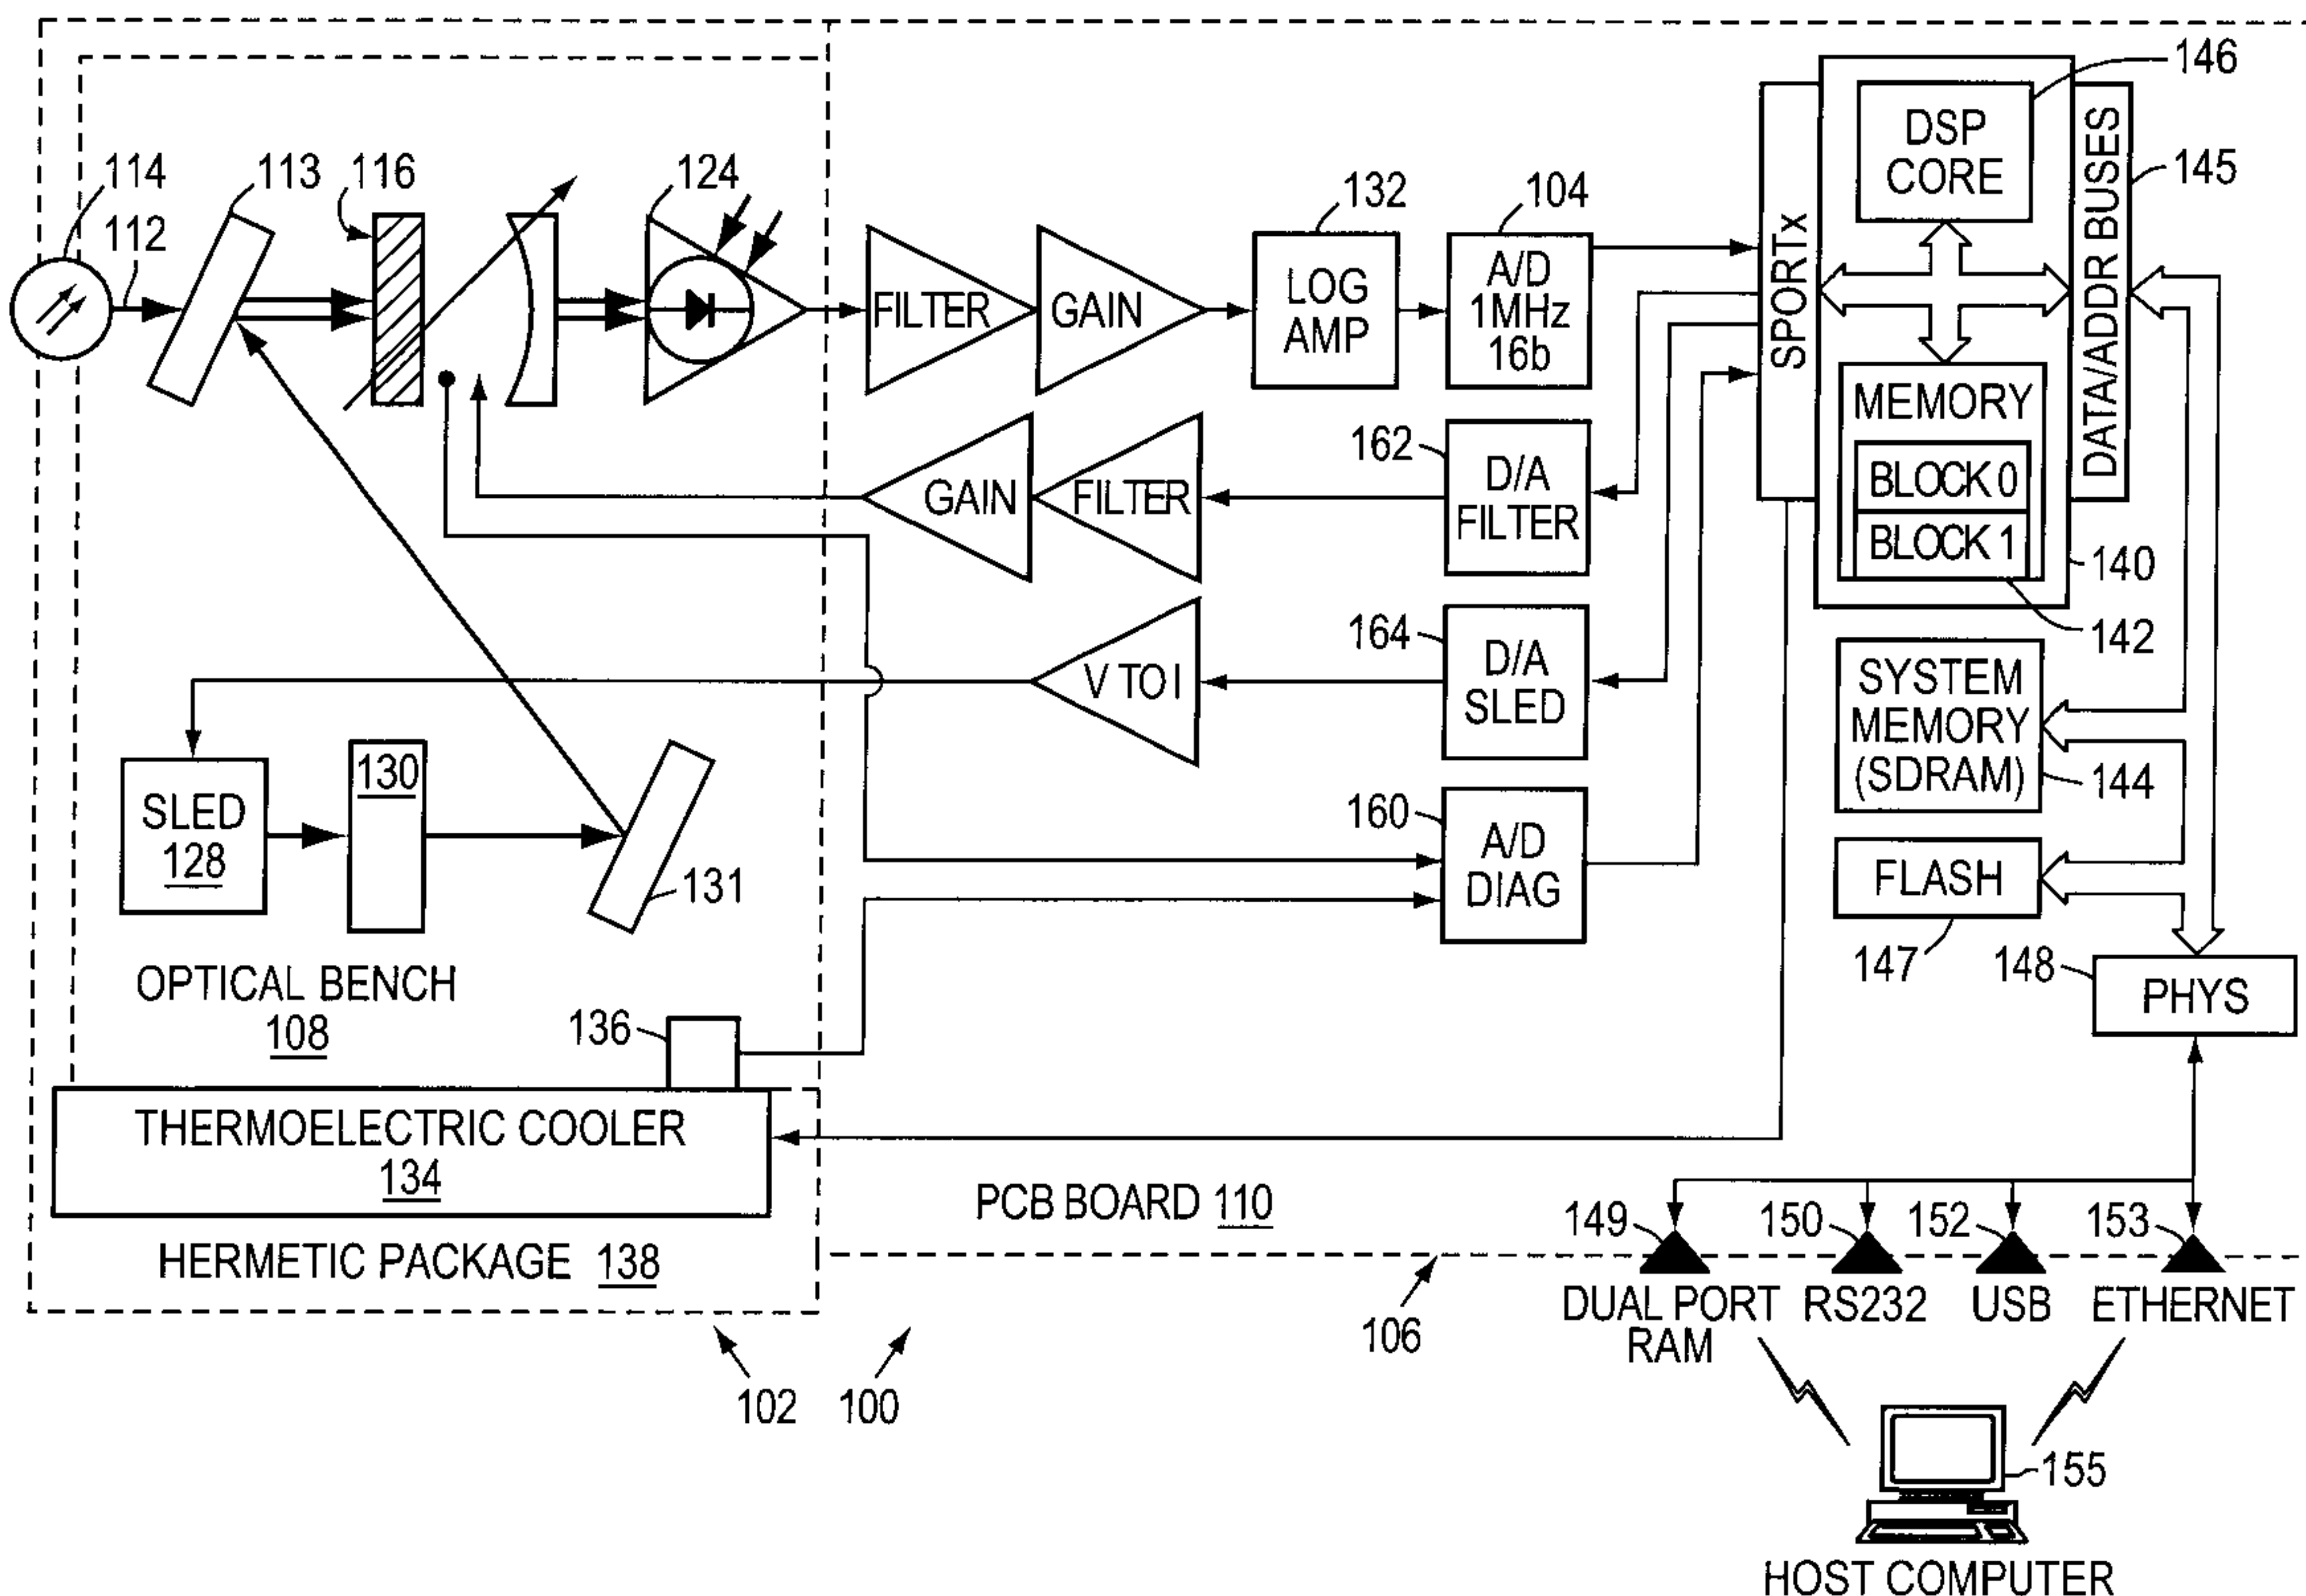 146
DSP
CORE
DATA/ADDR BUSES
145
SPORTx
114
113
116
124
132
104
112
FILTER
GAIN
LOG
AMP
A/D
1MHz
16b
MEMORY
BLOCK 0
BLOCK 1
140
142
162
GAIN
FILTER
D/A
FILTER
164
V TO I
D/A
SLED
SYSTEM
MEMORY
(SDRAM)
144
130
SLED
128
131
160
A/D
DIAG
FLASH
147
148
PHYS
OPTICAL BENCH
108
136
THERMOELECTRIC COOLER
134
PCB BOARD 110
HERMETIC PACKAGE 138
149
150
152
153
DUAL PORT
RAM
RS232
USB
ETHERNET
106
102
100
155
HOST COMPUTER